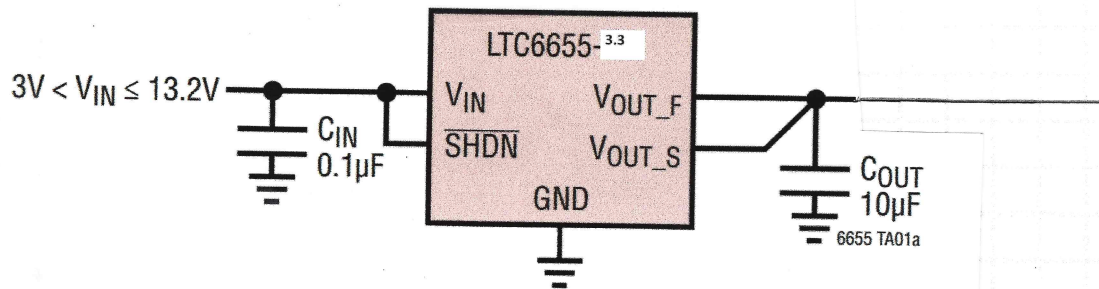 LTC6655-3.3
3V < VIN ≤ 13.2V
VIN
VOUT_F
CIN
0.1µF
SHDN
VOUT_S
GND
COUT
10µF
6655 TA01a